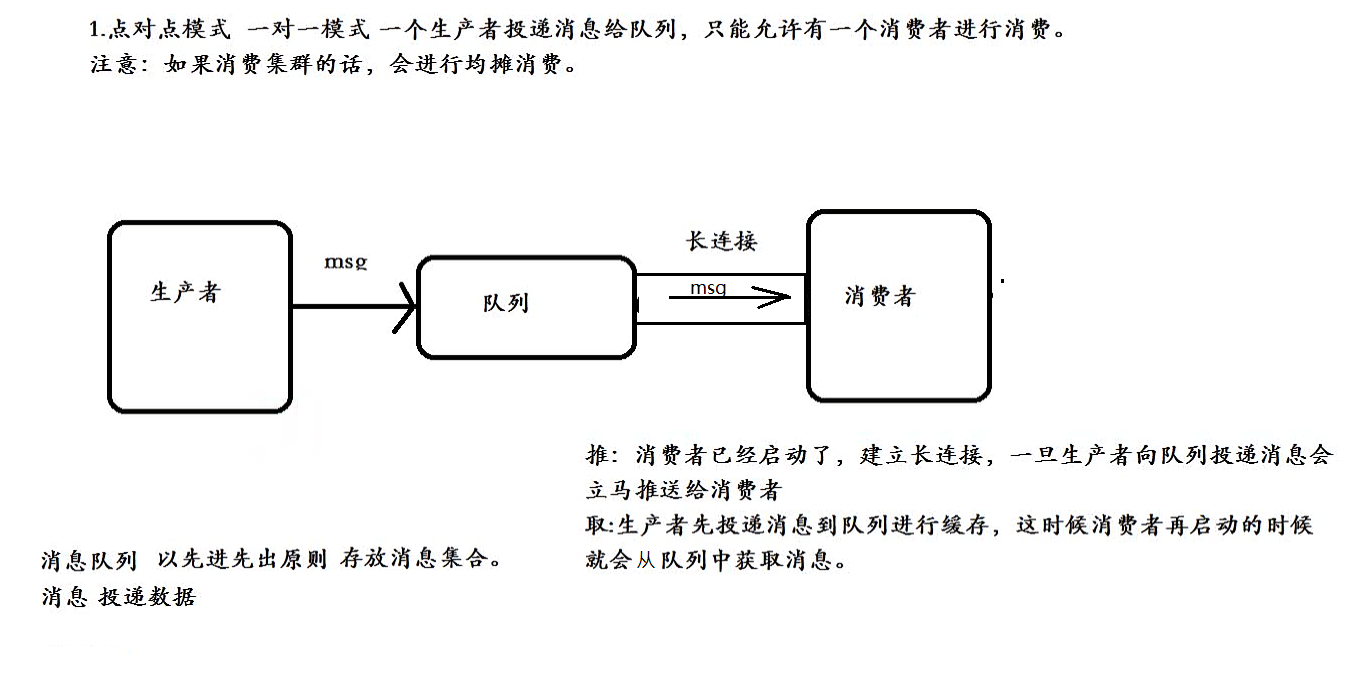 1.点对点模式 一对一模式 一个生产者投递消息给队列，只能允许有一个消费者进行消费。
注意：如果消费集群的话，会进行均摊消费。
长连接
msg
msg
生产者
队列
消费者
推：消费者已经启动了，建立长连接，一旦生产者向队列投递消息会
立马推送给消费者
取:生产者先投递消息到队列进行缓存，这时候消费者再启动的时候
就会从队列中获取消息。
消息队列 以先进先出原则 存放消息集合。
消息 投递数据